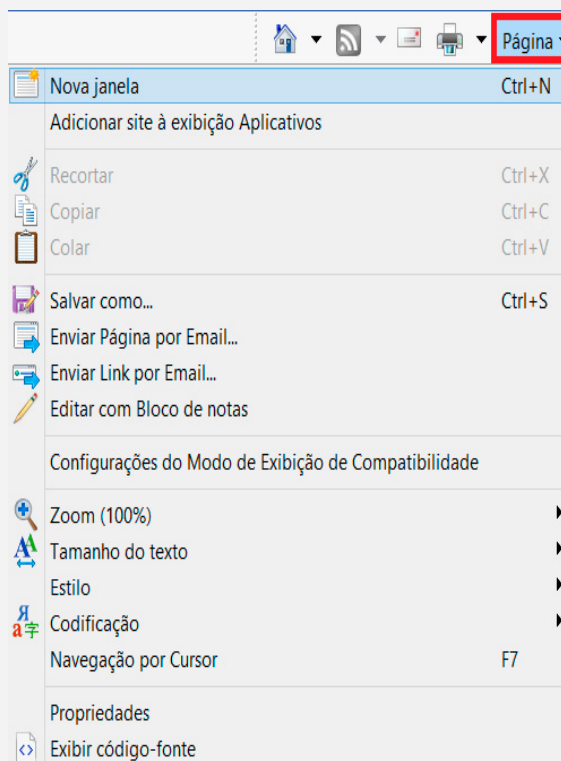 Página
Nova janela Ctrl+N
Adicionar site à exibição Aplicativos
Recortar Ctrl+X
Copiar Ctrl+C
Colar Ctrl+V
Salvar como... Ctrl+S
Enviar Página por Email...
Enviar Link por Email...
Editar com Bloco de notas
Configurações do Modo de Exibição de Compatibilidade
Zoom (100%)
Tamanho do texto
Estilo
Codificação
Navegação por Cursor F7
Propriedades
Exibir código-fonte